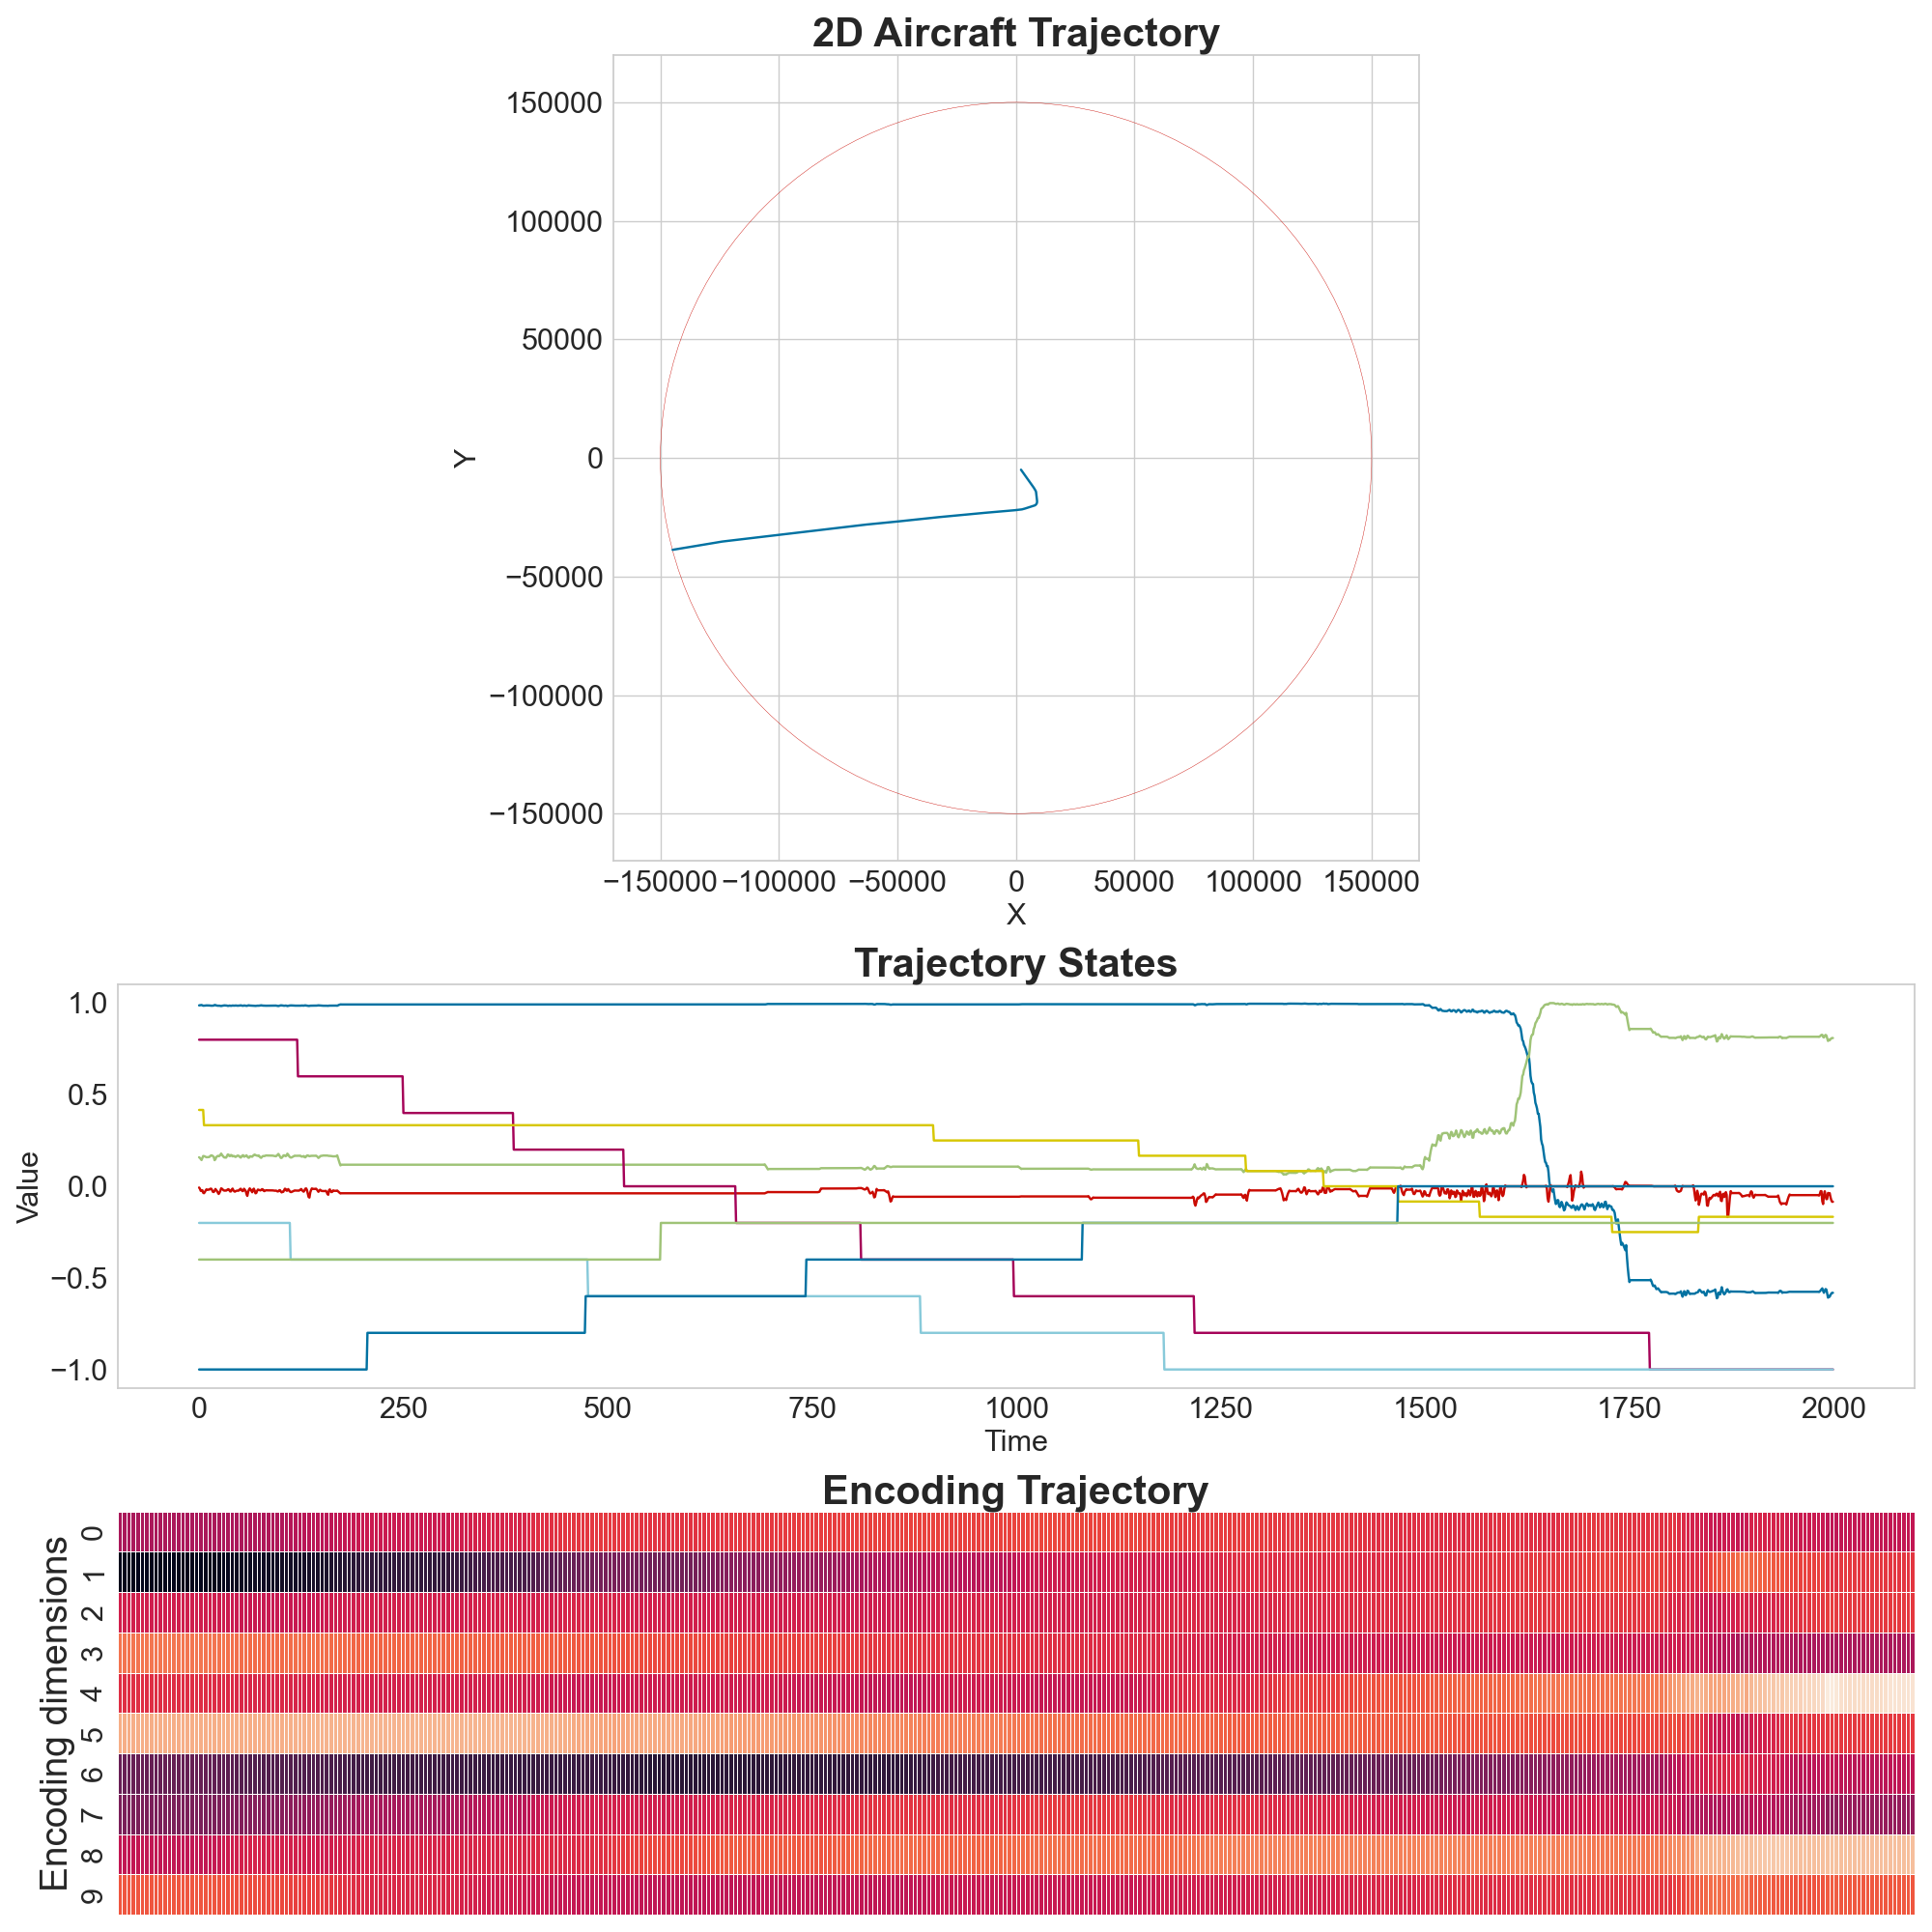 2D Aircraft Trajectory
150000
100000
50000
0
−50000
−100000
−150000
Y
−150000 −100000 −50000 0 50000 100000 150000
X
Trajectory States
1.0
0.5
0.0
−0.5
−1.0
Value
0 250 500 750 1000 1250 1500 1750 2000
Time
Encoding Trajectory
Encoding dimensions
0
1
2
3
4
5
6
7
8
9